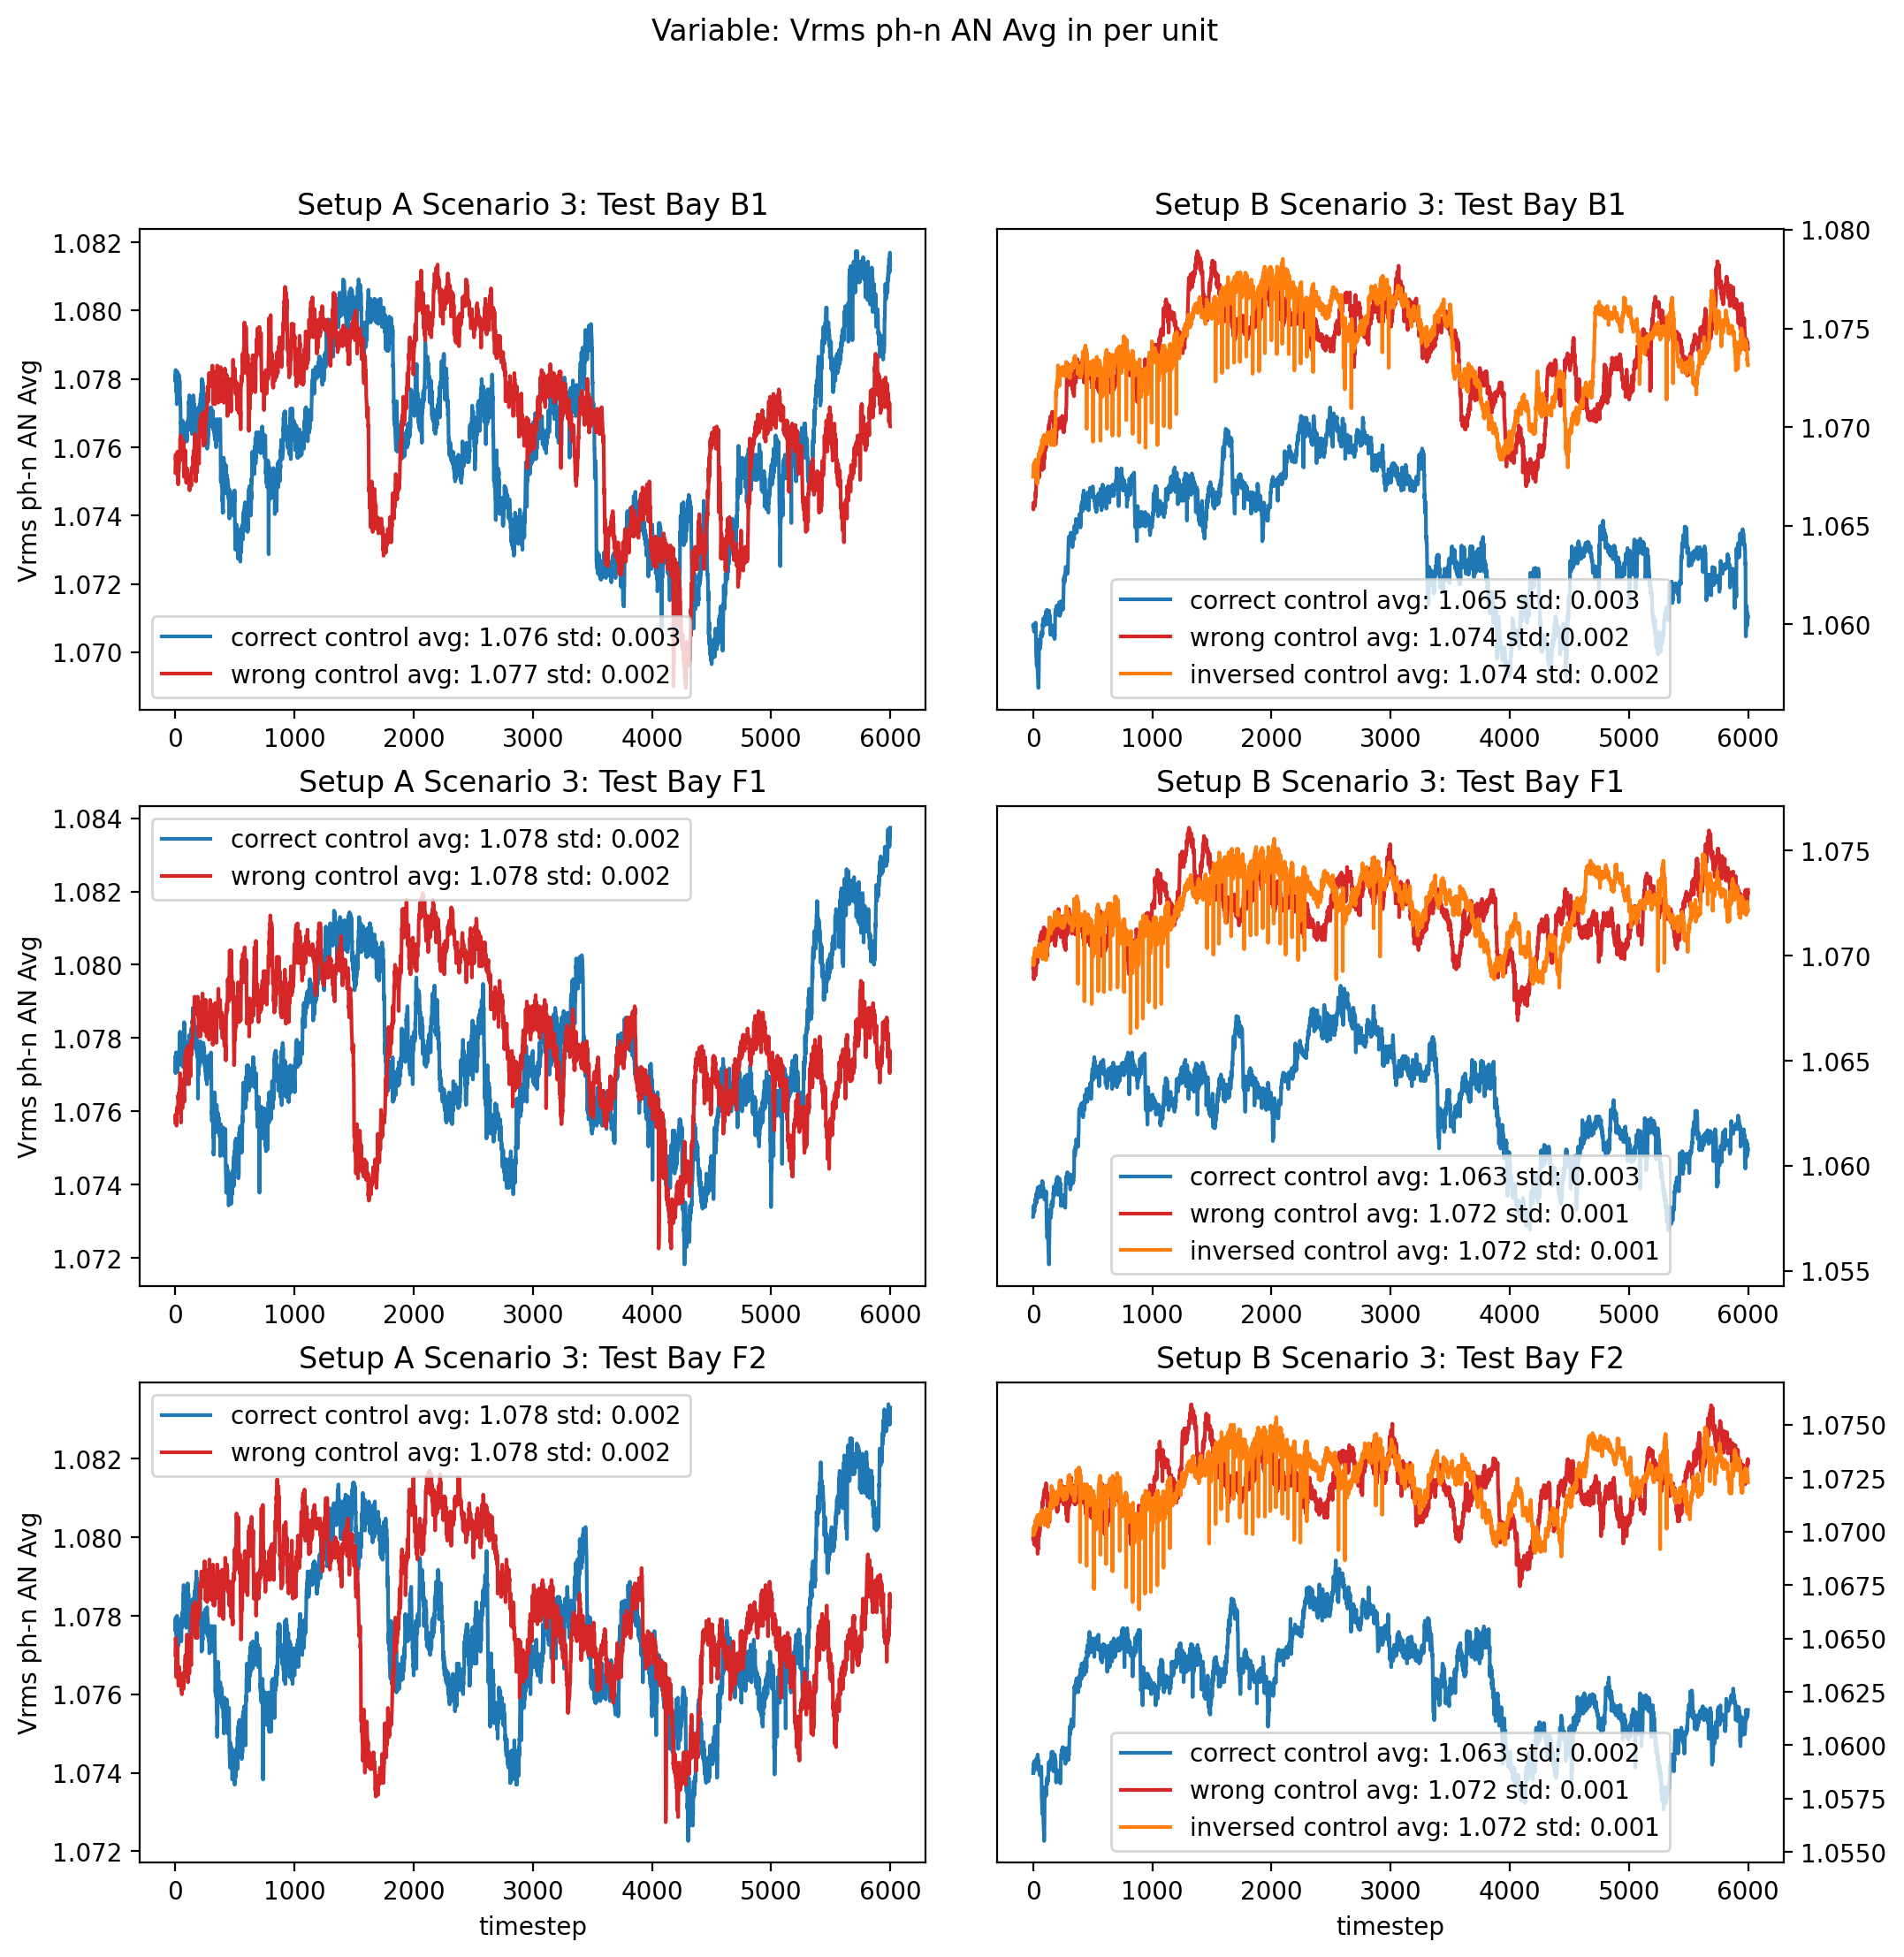 Variable: Vrms ph-n AN Avg in per unit
Setup A Scenario 3: Test Bay B1
Vrms ph-n AN Avg
1.082
1.080
1.078
1.076
1.074
1.072
1.070
correct control avg: 1.076 std: 0.003
wrong control avg: 1.077 std: 0.002
0 1000 2000 3000 4000 5000 6000
Setup B Scenario 3: Test Bay B1
1.080
1.075
1.070
1.065
1.060
correct control avg: 1.065 std: 0.003
wrong control avg: 1.074 std: 0.002
inversed control avg: 1.074 std: 0.002
0 1000 2000 3000 4000 5000 6000
Setup A Scenario 3: Test Bay F1
Vrms ph-n AN Avg
1.084
1.082
1.080
1.078
1.076
1.074
1.072
correct control avg: 1.078 std: 0.002
wrong control avg: 1.078 std: 0.002
0 1000 2000 3000 4000 5000 6000
Setup B Scenario 3: Test Bay F1
1.075
1.070
1.065
1.060
1.055
correct control avg: 1.063 std: 0.003
wrong control avg: 1.072 std: 0.001
inversed control avg: 1.072 std: 0.001
0 1000 2000 3000 4000 5000 6000
Setup A Scenario 3: Test Bay F2
Vrms ph-n AN Avg
1.082
1.080
1.078
1.076
1.074
1.072
correct control avg: 1.078 std: 0.002
wrong control avg: 1.078 std: 0.002
0 1000 2000 3000 4000 5000 6000
timestep
Setup B Scenario 3: Test Bay F2
1.0750
1.0725
1.0700
1.0675
1.0650
1.0625
1.0600
1.0575
1.0550
correct control avg: 1.063 std: 0.002
wrong control avg: 1.072 std: 0.001
inversed control avg: 1.072 std: 0.001
0 1000 2000 3000 4000 5000 6000
timestep